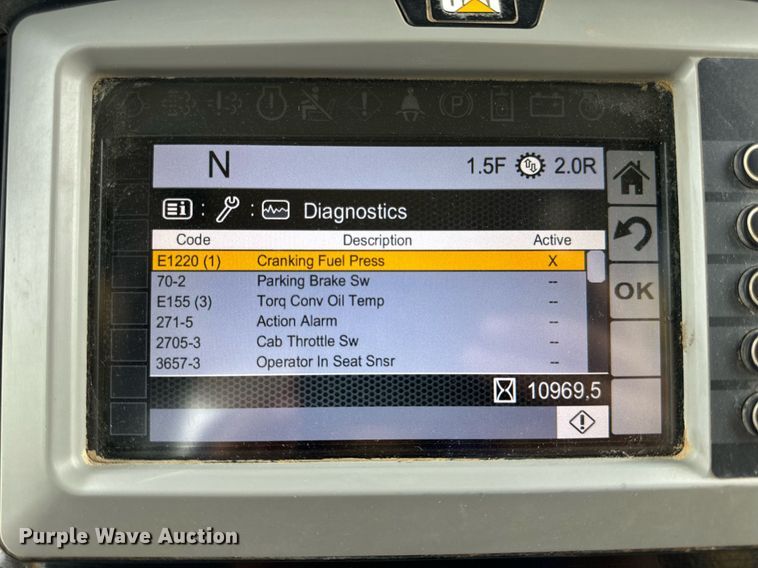 N 1.5F 2.0R
: : Diagnostics
Code Description Active
E1220 (1) Cranking Fuel Press X
70-2 Parking Brake Sw --
E155 (3) Torq Conv Oil Temp --
271-5 Action Alarm --
2705-3 Cab Throttle Sw --
3657-3 Operator In Seat Snsr --
OK
10969,5
Purple Wave Auction